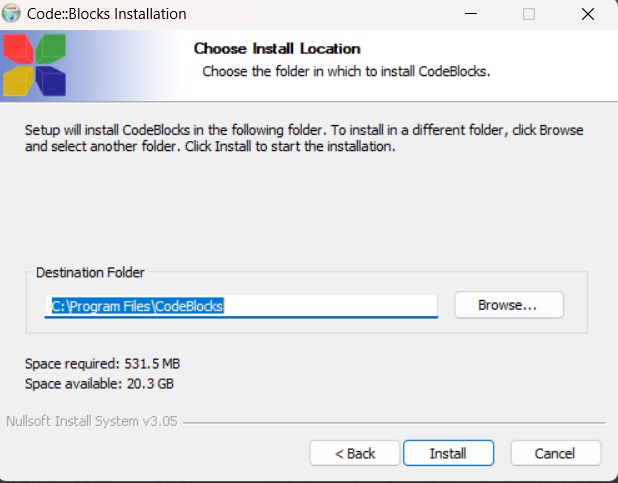 Code::Blocks Installation
Choose Install Location
Choose the folder in which to install CodeBlocks.
Setup will install CodeBlocks in the following folder. To install in a different folder, click Browse
and select another folder. Click Install to start the installation.
Destination Folder
C:\Program Files\CodeBlocks
Browse...
Space required: 531.5 MB
Space available: 20.3 GB
Nullsoft Install System v3.05
< Back
Install
Cancel